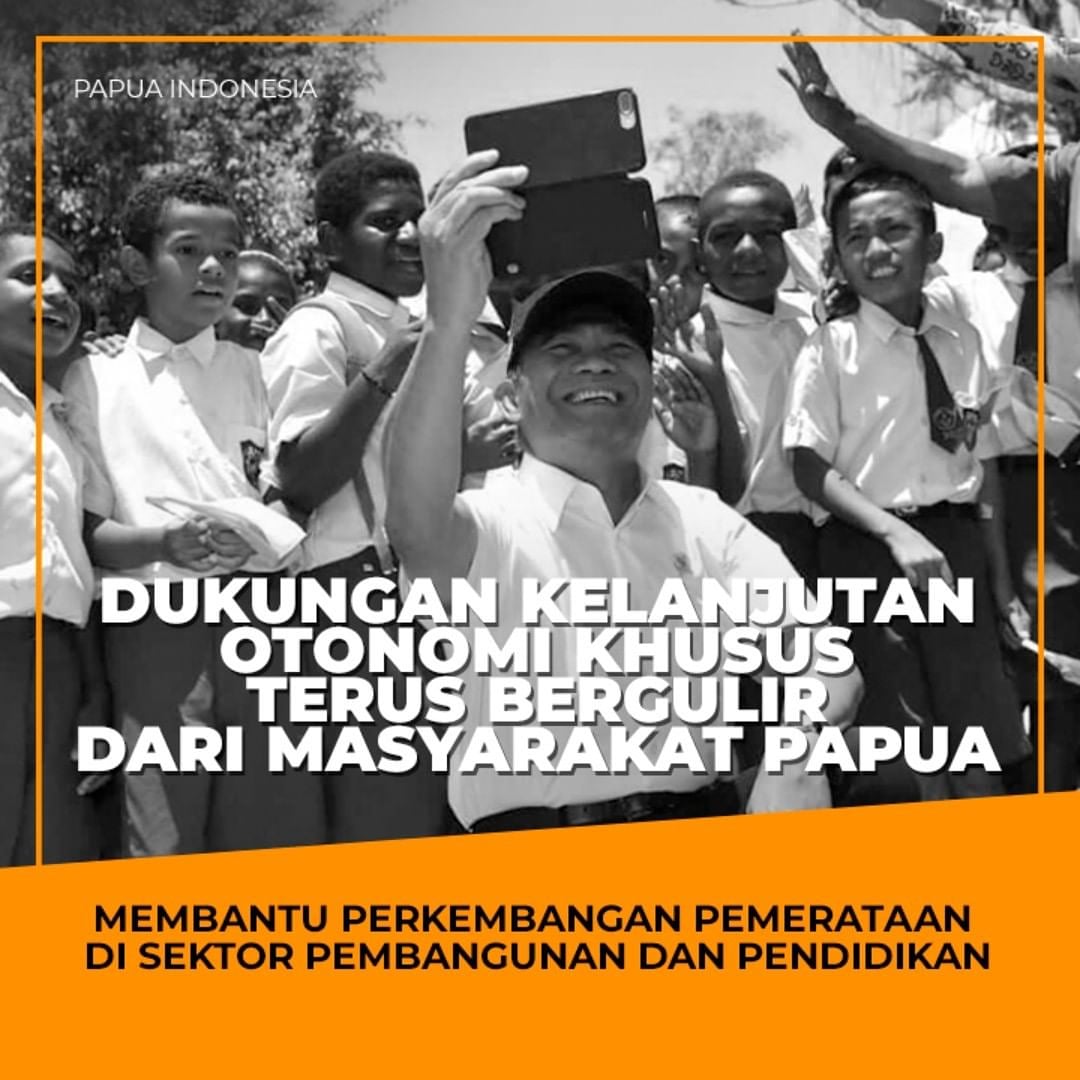 PAPUA INDONESIA
DUKUNGAN KELANJUTAN
OTONOMI KHUSUS
TERUS BERGULIR
DARI MASYARAKAT PAPUA
MEMBANTU PERKEMBANGAN PEMERATAAN
DI SEKTOR PEMBANGUNAN DAN PENDIDIKAN